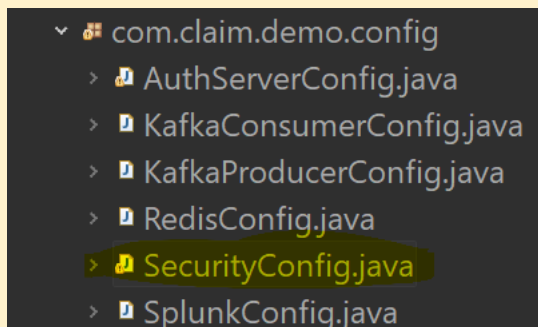 com.claim.demo.config
AuthServerConfig.java
KafkaConsumerConfig.java
KafkaProducerConfig.java
RedisConfig.java
SecurityConfig.java
SplunkConfig.java